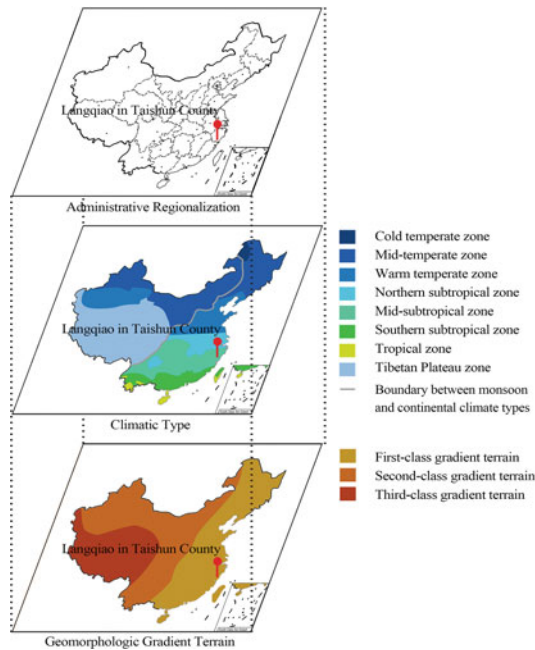 Langqiao in Taishun County
Administrative Regionalization
Langqiao in Taishun County
Climatic Type
Cold temperate zone
Mid-temperate zone
Warm temperate zone
Northern subtropical zone
Mid-subtropical zone
Southern subtropical zone
Tropical zone
Tibetan Plateau zone
Boundary between monsoon
and continental climate types
Langqiao in Taishun County
Geomorphologic Gradient Terrain
First-class gradient terrain
Second-class gradient terrain
Third-class gradient terrain